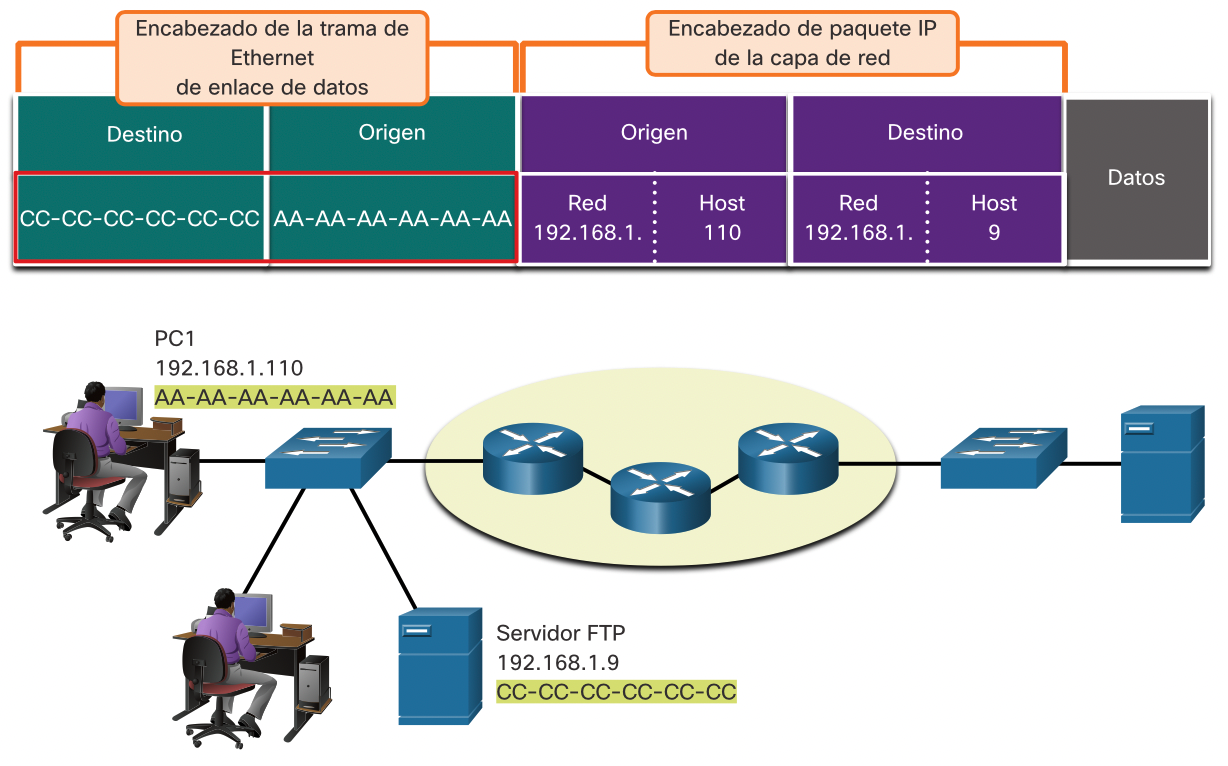 Encabezado de la trama de
Ethernet
de enlace de datos
Encabezado de paquete IP
de la capa de red
Destino
Origen
Origen
Destino
Datos
CC-CC-CC-CC-CC-CC
AA-AA-AA-AA-AA-AA
Red
192.168.1.
Host
110
Red
192.168.1.
Host
9
PC1
192.168.1.110
AA-AA-AA-AA-AA-AA
Servidor FTP
192.168.1.9
CC-CC-CC-CC-CC-CC